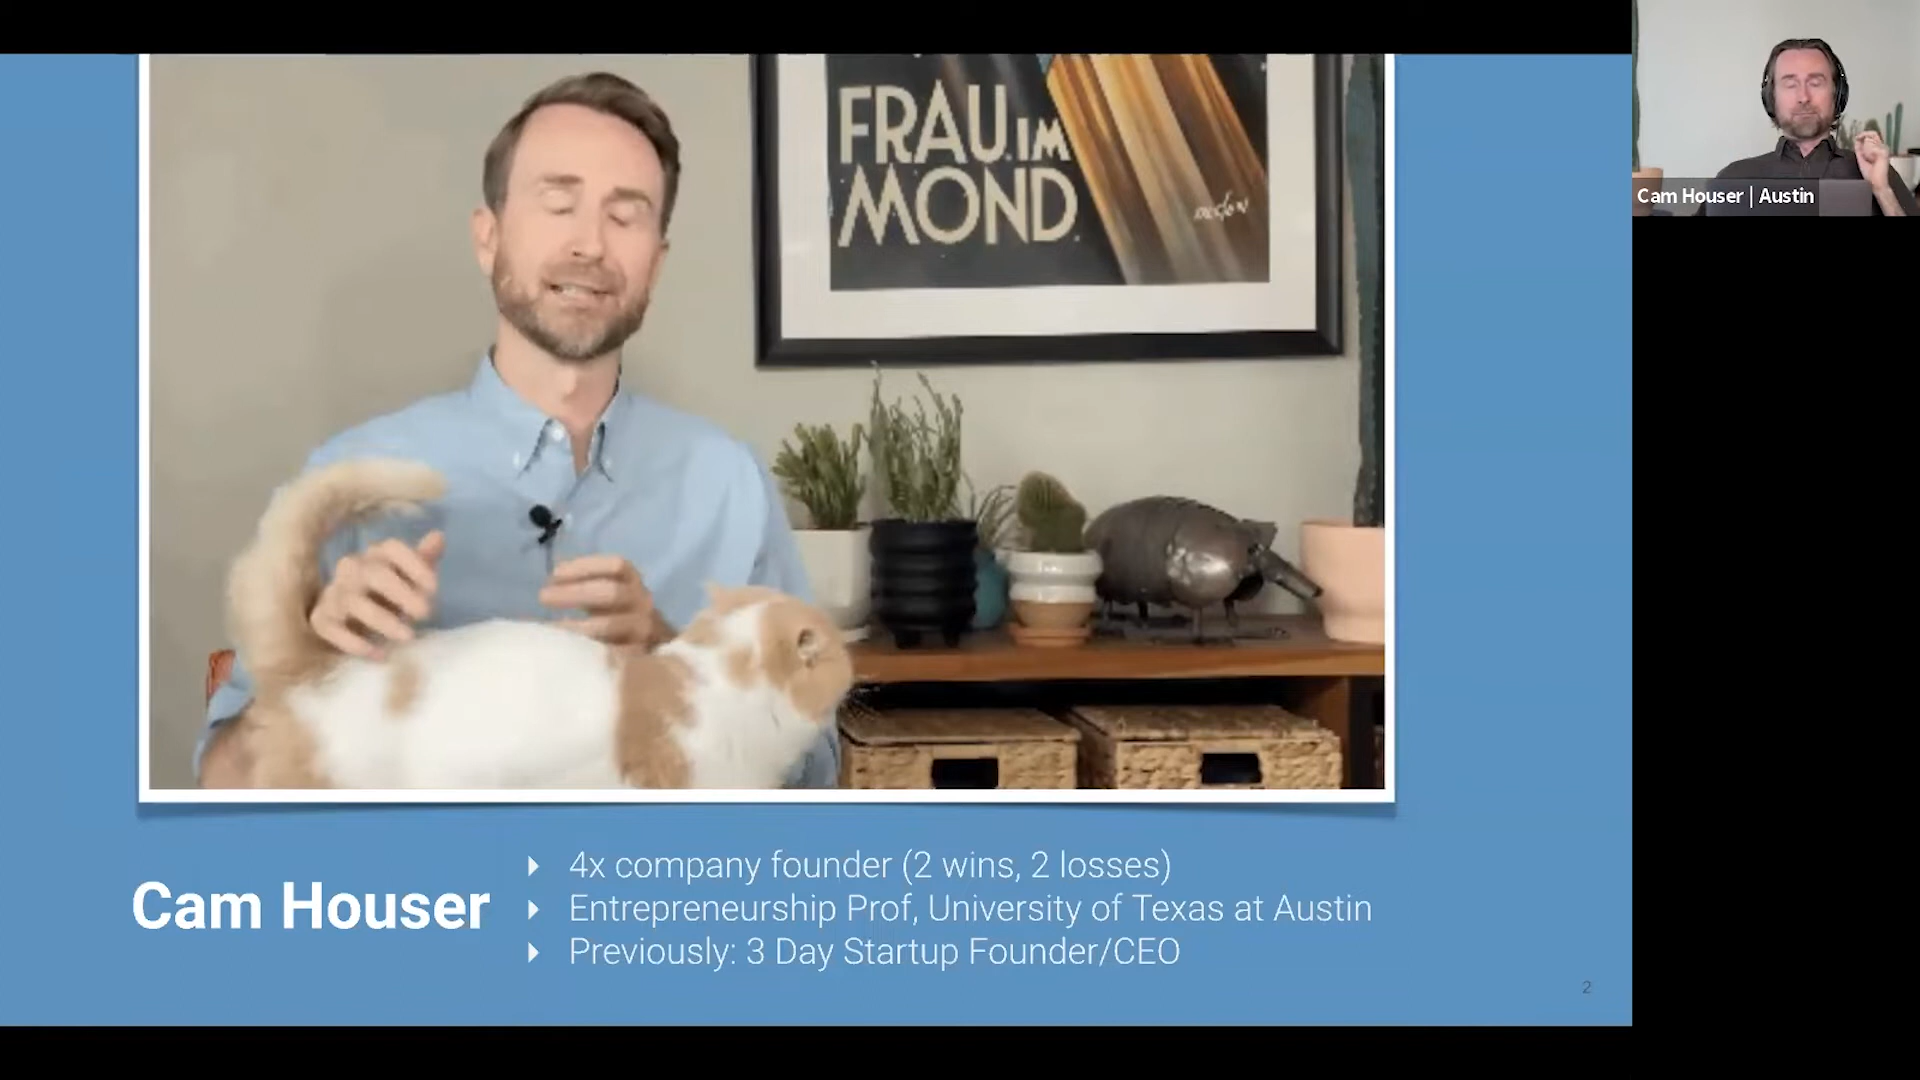 FRAU.IM
MOND.
Cam Houser | Austin
Cam Houser
4x company founder (2 wins, 2 losses)
Entrepreneurship Prof, University of Texas at Austin
Previously: 3 Day Startup Founder/CEO
2